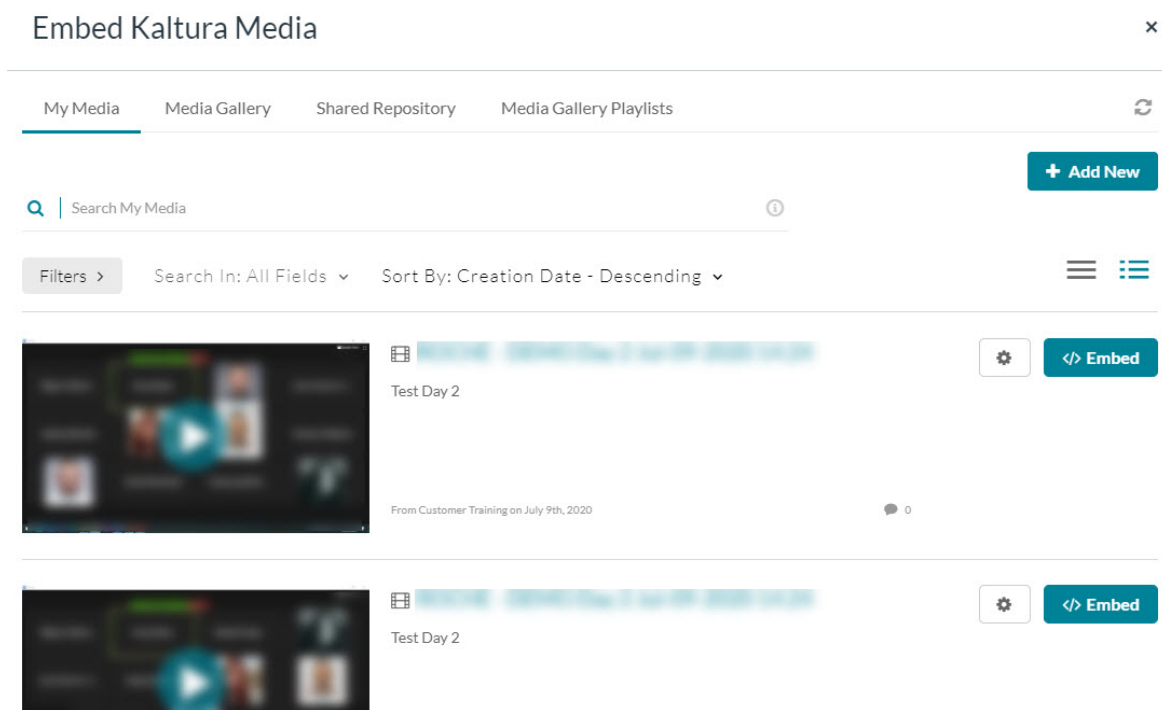 Embed Kaltura Media ×
My Media Media Gallery Shared Repository Media Gallery Playlists
+ Add New
Search My Media
Filters > Search In: All Fields Sort By: Creation Date - Descending
</> Embed
Test Day 2
From Customer Training on July 9th, 2020 0
</> Embed
Test Day 2